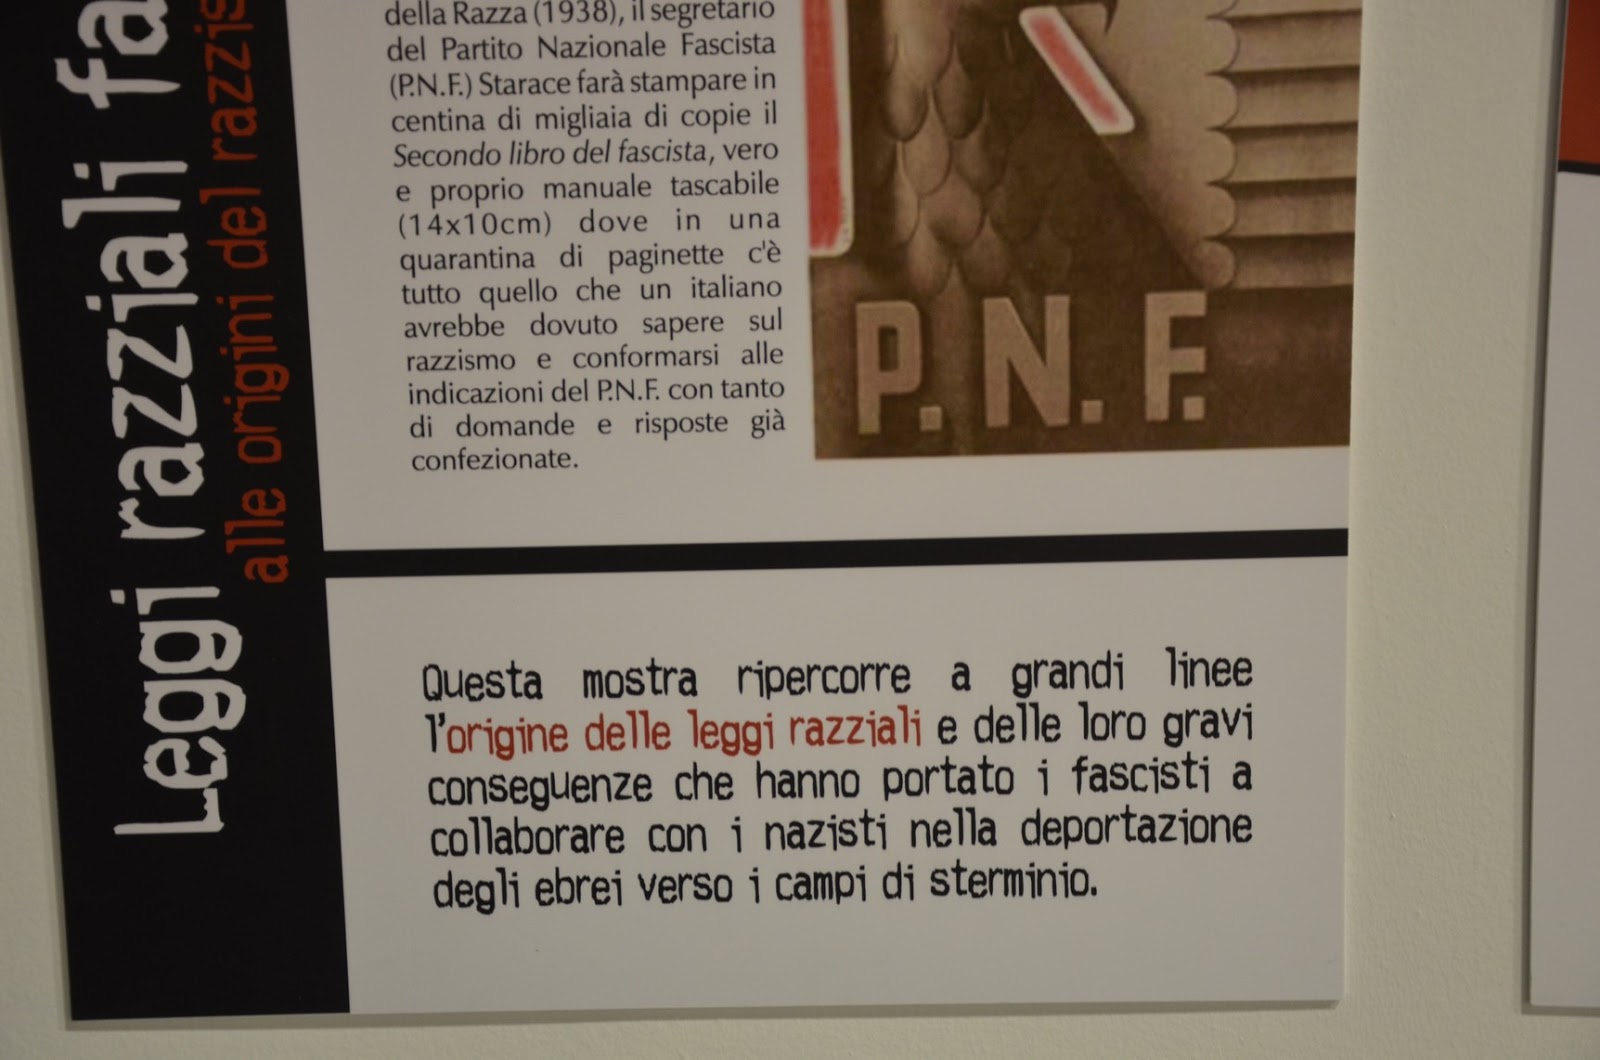 Leggi razziali fa
alle origini del razzis
della Razza (1938), il segretario
del Partito Nazionale Fascista
(P.N.F.) Starace farà stampare in
centina di migliaia di copie il
Secondo libro del fascista, vero
e proprio manuale tascabile
(14x10cm) dove in una
quarantina di paginette c'è
tutto quello che un italiano
avrebbe dovuto sapere sul
razzismo e conformarsi alle
indicazioni del P.N.F. con tanto
di domande e risposte già
confezionate.
P.N.F.
Questa mostra ripercorre a grandi linee
l'origine delle leggi razziali e delle loro gravi
conseguenze che hanno portato i fascisti a
collaborare con i nazisti nella deportazione
degli ebrei verso i campi di sterminio.